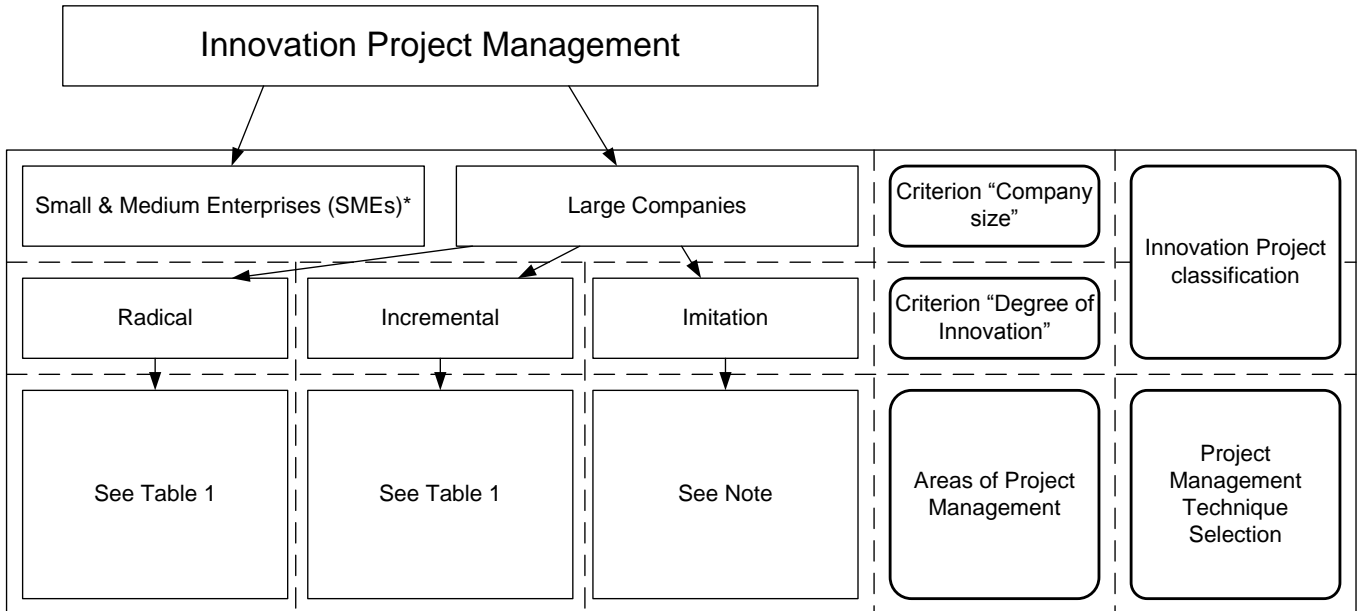 Innovation Project Management
Small & Medium Enterprises (SMEs)*
Large Companies
Criterion “Company
size”
Innovation Project
classification
Radical
Incremental
Imitation
Criterion “Degree of
Innovation”
See Table 1
See Table 1
See Note
Areas of Project
Management
Project
Management
Technique
Selection